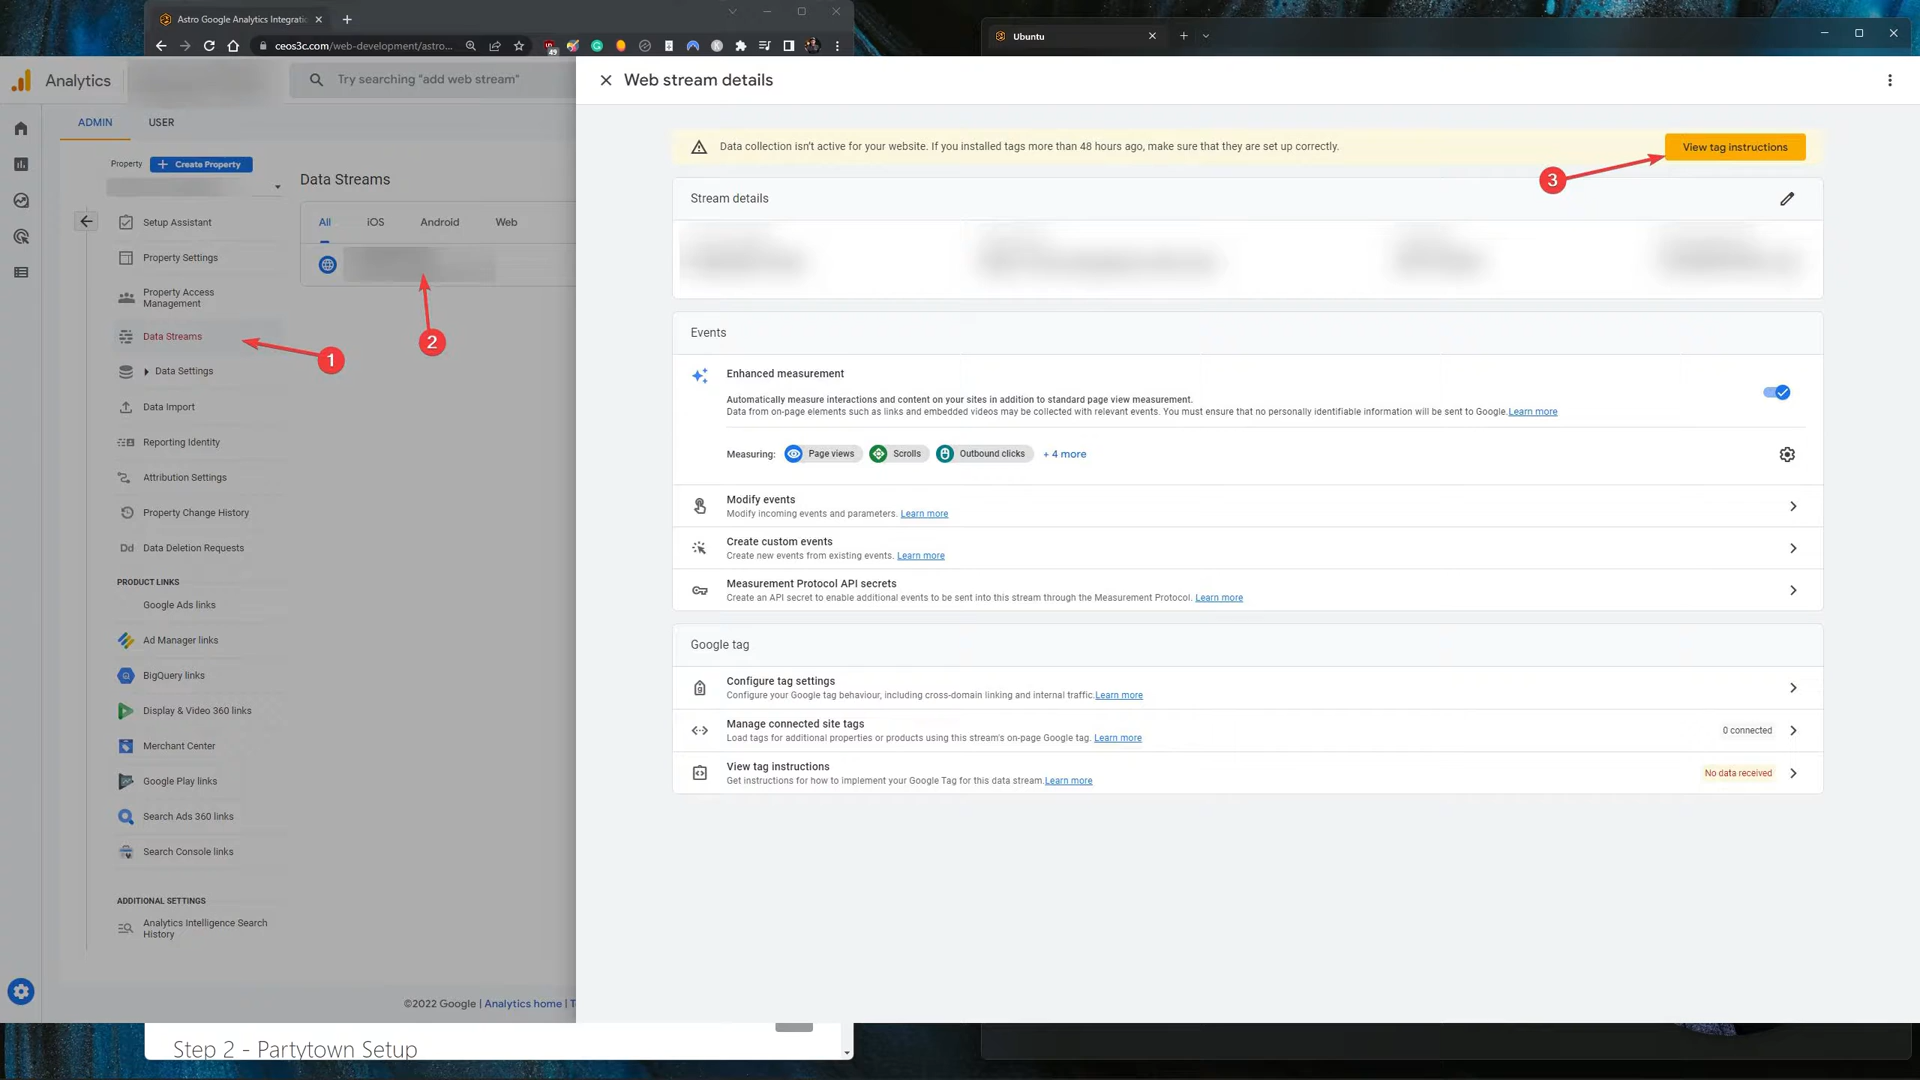 Astro Google Analytics Integratio
ceos3c.com/web-development/astro...
49
Ubuntu
Analytics
Try searching "add web stream"
ADMIN
USER
Property
Create Property
Setup Assistant
Property Settings
Property Access
Management
Data Streams
Data Settings
Data Import
Reporting Identity
Attribution Settings
Property Change History
Dd Data Deletion Requests
PRODUCT LINKS
Google Ads links
Ad Manager links
BigQuery links
Display & Video 360 links
Merchant Center
Google Play links
Search Ads 360 links
Search Console links
ADDITIONAL SETTINGS
Analytics Intelligence Search
History
Data Streams
All
iOS
Android
Web
1
2
©2022 Google | Analytics home | T
Web stream details
Data collection isn't active for your website. If you installed tags more than 48 hours ago, make sure that they are set up correctly.
View tag instructions
3
Stream details
Events
Enhanced measurement
Automatically measure interactions and content on your sites in addition to standard page view measurement.
Data from on-page elements such as links and embedded videos may be collected with relevant events. You must ensure that no personally identifiable information will be sent to Google. Learn more
Measuring:
Page views
Scrolls
Outbound clicks
+ 4 more
Modify events
Modify incoming events and parameters. Learn more
Create custom events
Create new events from existing events. Learn more
Measurement Protocol API secrets
Create an API secret to enable additional events to be sent into this stream through the Measurement Protocol. Learn more
Google tag
Configure tag settings
Configure your Google tag behaviour, including cross-domain linking and internal traffic. Learn more
Manage connected site tags
Load tags for additional properties or products using this stream's on-page Google tag. Learn more
0 connected
View tag instructions
Get instructions for how to implement your Google Tag for this data stream. Learn more
No data received
Step 2 - Partytown Setup